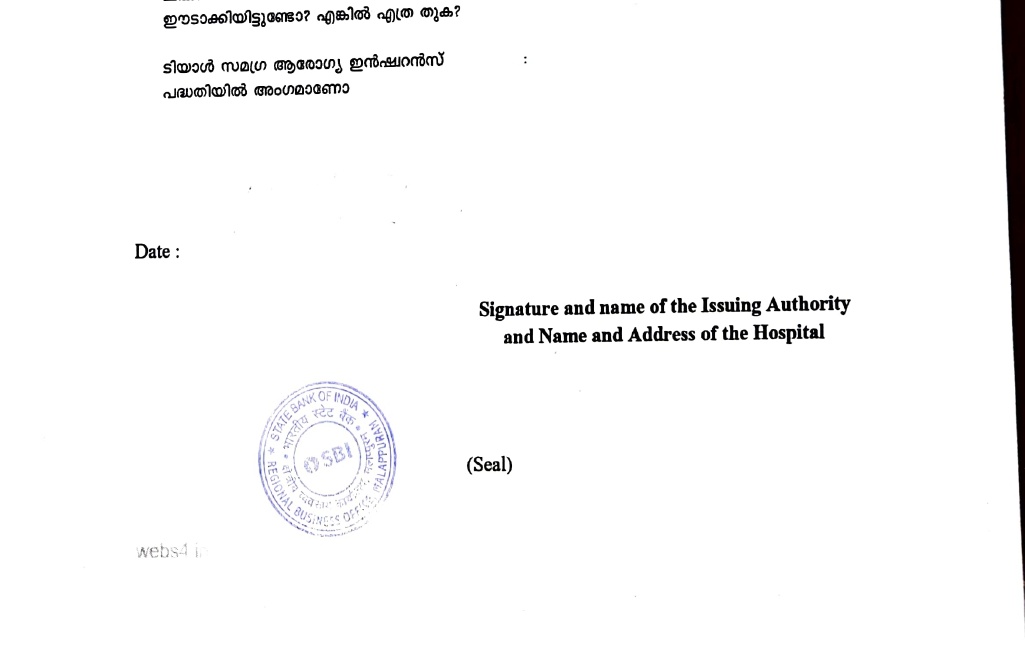 ഈടാക്കിയിട്ടുണ്ടോ? എങ്കിൽ എത്ര തുക?
ടിയാൾ സമഗ്ര ആരോഗ്യ ഇൻഷ്വറൻസ് :
പദ്ധതിയിൽ അംഗമാണോ
Date :
Signature and name of the Issuing Authority
and Name and Address of the Hospital
★ STATE BANK OF INDIA ★
REGIONAL BUSINESS OFFICE, MALAPPURAM
भारतीय स्टेट बैंक
SBI
(Seal)
webs4